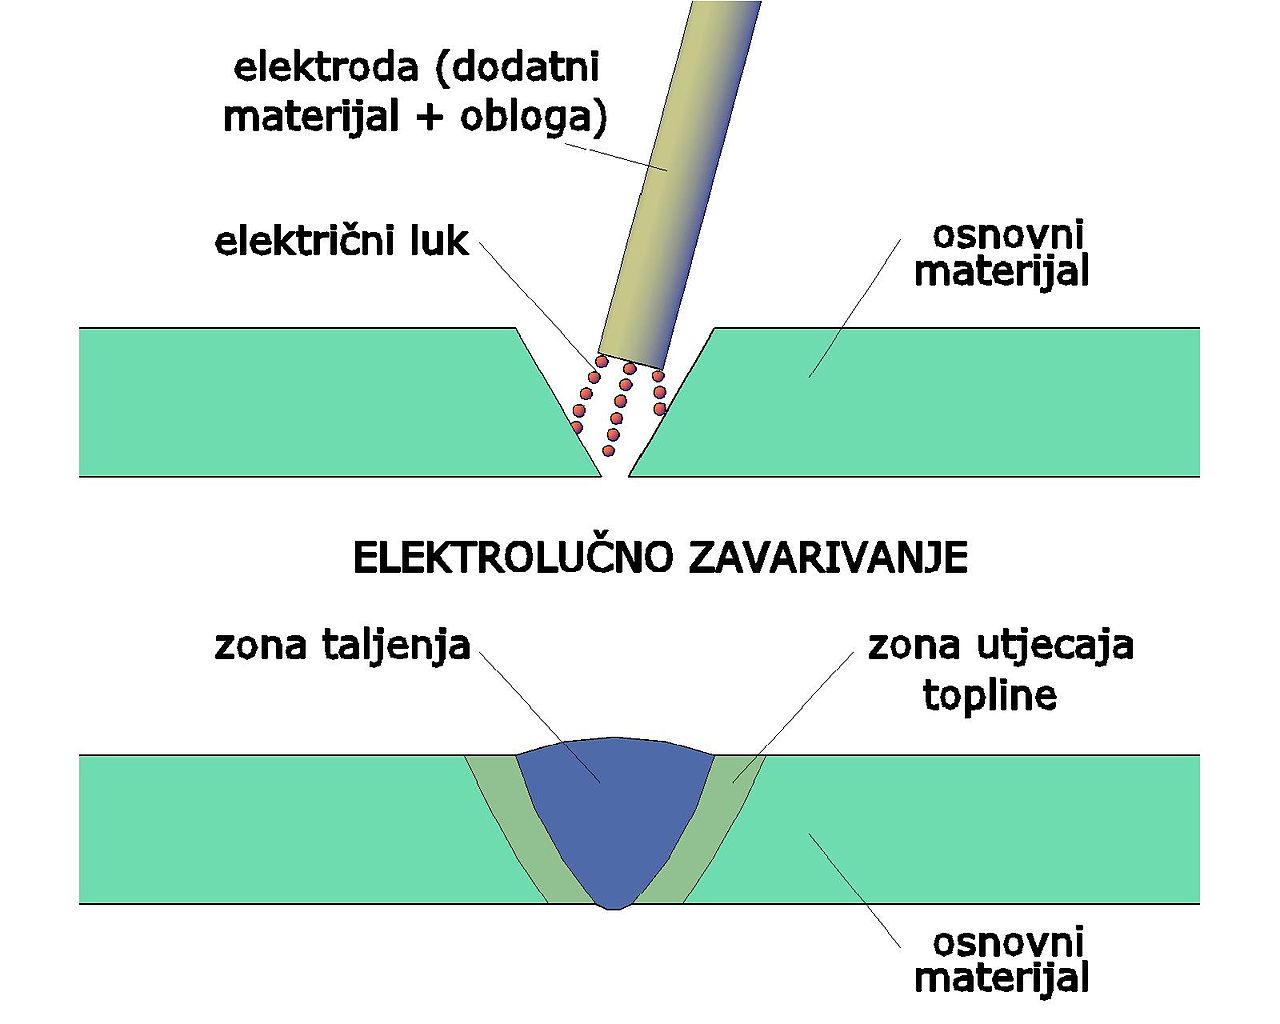 elektroda (dodatni
materijal + obloga)
električni luk
osnovni
materijal
ELEKTROLUČNO ZAVARIVANJE
zona taljenja
zona utjecaja
topline
osnovni
materijal